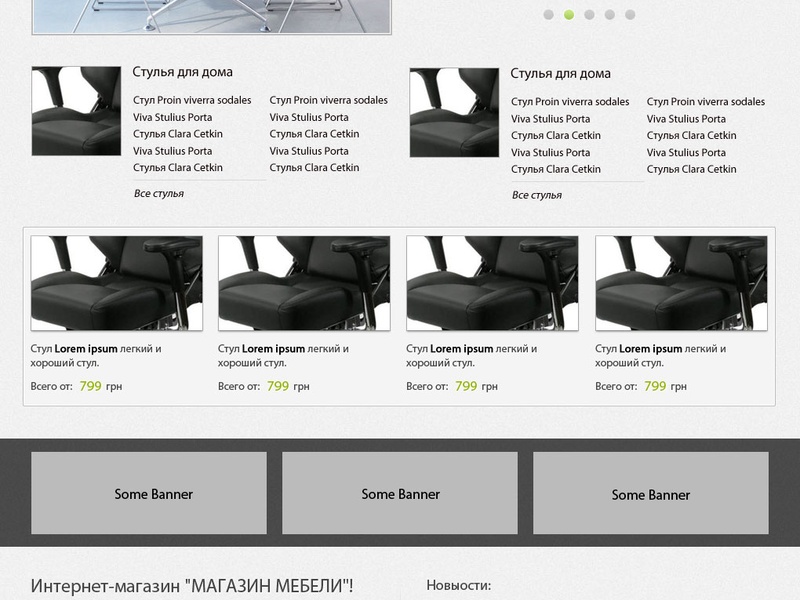 Стулья для дома
Стул Proin viverra sodales
Стул Proin viverra sodales
Viva Stulius Porta
Viva Stulius Porta
Стулья Clara Cetkin
Стулья Clara Cetkin
Viva Stulius Porta
Viva Stulius Porta
Стулья Clara Cetkin
Стулья Clara Cetkin
Все стулья
Стулья для дома
Стул Proin viverra sodales
Стул Proin viverra sodales
Viva Stulius Porta
Viva Stulius Porta
Стулья Clara Cetkin
Стулья Clara Cetkin
Viva Stulius Porta
Viva Stulius Porta
Стулья Clara Cetkin
Стулья Clara Cetkin
Все стулья
Стул Lorem ipsum легкий и
хороший стул.
Всего от: 799 грн
Стул Lorem ipsum легкий и
хороший стул.
Всего от: 799 грн
Стул Lorem ipsum легкий и
хороший стул.
Всего от: 799 грн
Стул Lorem ipsum легкий и
хороший стул.
Всего от: 799 грн
Some Banner
Some Banner
Some Banner
Интернет-магазин "МАГАЗИН МЕБЕЛИ"!
Новыости: